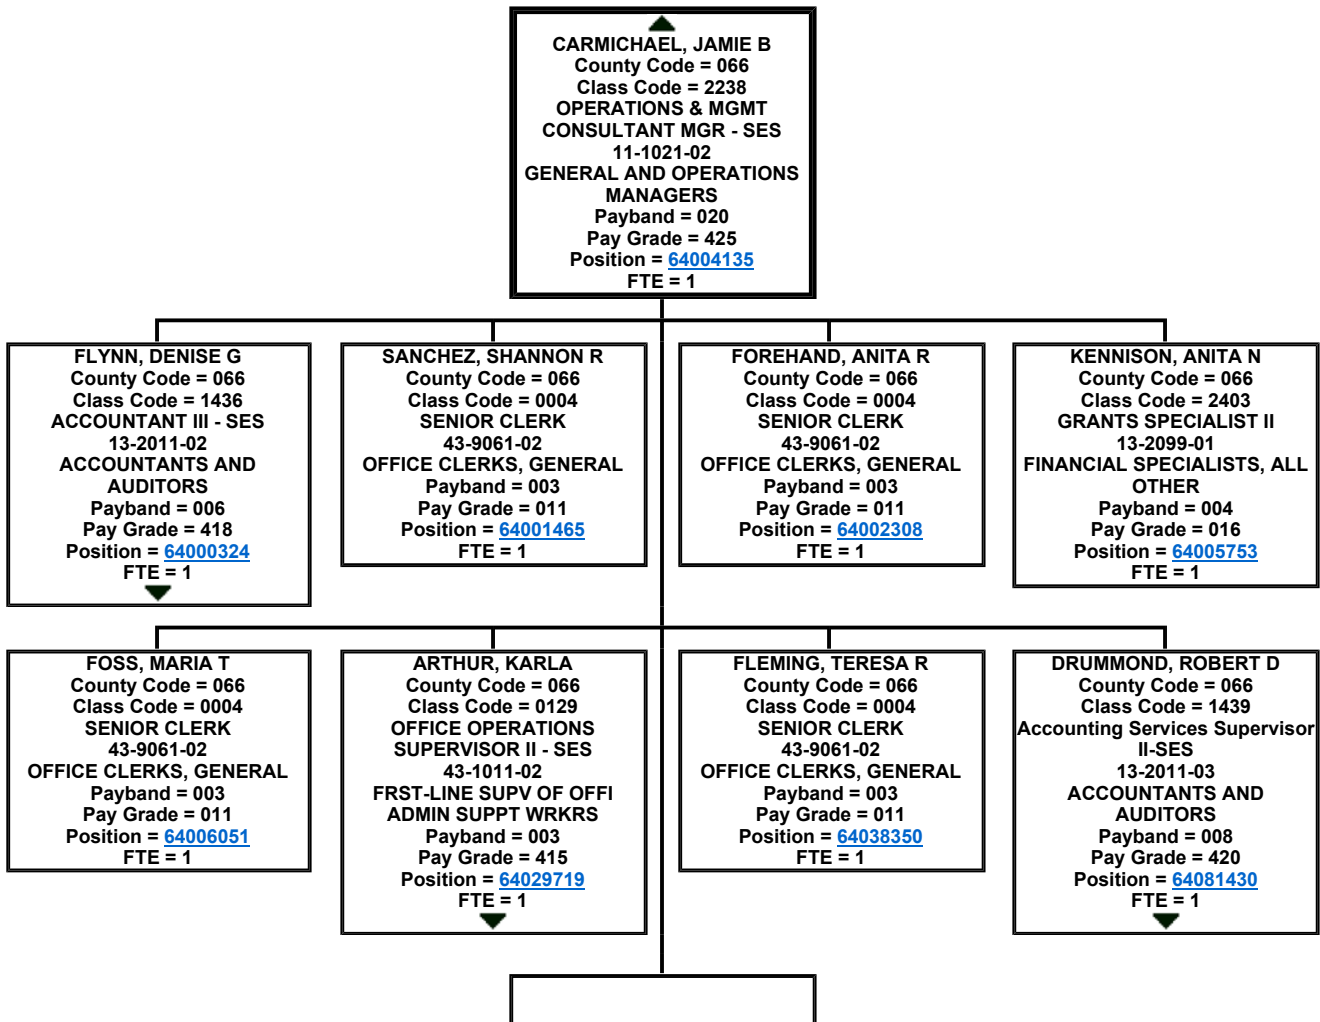 CARMICHAEL, JAMIE B
County Code = 066
Class Code = 2238
OPERATIONS & MGMT
CONSULTANT MGR - SES
11-1021-02
GENERAL AND OPERATIONS
MANAGERS
Payband = 020
Pay Grade = 425
Position = 64004135
FTE = 1
FLYNN, DENISE G
County Code = 066
Class Code = 1436
ACCOUNTANT III - SES
13-2011-02
ACCOUNTANTS AND
AUDITORS
Payband = 006
Pay Grade = 418
Position = 64000324
FTE = 1
SANCHEZ, SHANNON R
County Code = 066
Class Code = 0004
SENIOR CLERK
43-9061-02
OFFICE CLERKS, GENERAL
Payband = 003
Pay Grade = 011
Position = 64001465
FTE = 1
FOREHAND, ANITA R
County Code = 066
Class Code = 0004
SENIOR CLERK
43-9061-02
OFFICE CLERKS, GENERAL
Payband = 003
Pay Grade = 011
Position = 64002308
FTE = 1
KENNISON, ANITA N
County Code = 066
Class Code = 2403
GRANTS SPECIALIST II
13-2099-01
FINANCIAL SPECIALISTS, ALL
OTHER
Payband = 004
Pay Grade = 016
Position = 64005753
FTE = 1
FOSS, MARIA T
County Code = 066
Class Code = 0004
SENIOR CLERK
43-9061-02
OFFICE CLERKS, GENERAL
Payband = 003
Pay Grade = 011
Position = 64006051
FTE = 1
ARTHUR, KARLA
County Code = 066
Class Code = 0129
OFFICE OPERATIONS
SUPERVISOR II - SES
43-1011-02
FRST-LINE SUPV OF OFFI
ADMIN SUPPT WRKRS
Payband = 003
Pay Grade = 415
Position = 64029719
FTE = 1
FLEMING, TERESA R
County Code = 066
Class Code = 0004
SENIOR CLERK
43-9061-02
OFFICE CLERKS, GENERAL
Payband = 003
Pay Grade = 011
Position = 64038350
FTE = 1
DRUMMOND, ROBERT D
County Code = 066
Class Code = 1439
Accounting Services Supervisor
II-SES
13-2011-03
ACCOUNTANTS AND
AUDITORS
Payband = 008
Pay Grade = 420
Position = 64081430
FTE = 1